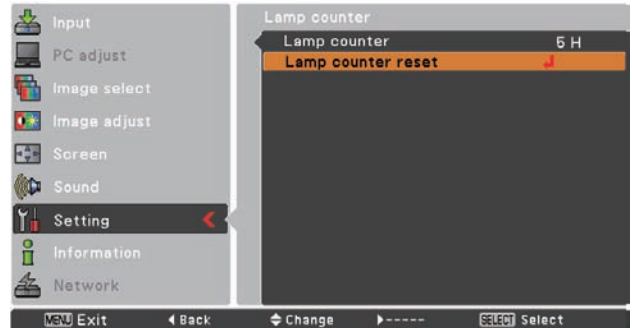 Input
PC adjust
Image select
Image adjust
Screen
Sound
Setting
Information
Network
Lamp counter
Lamp counter 5 H
Lamp counter reset
MENU Exit Back Change ----- SELECT Select